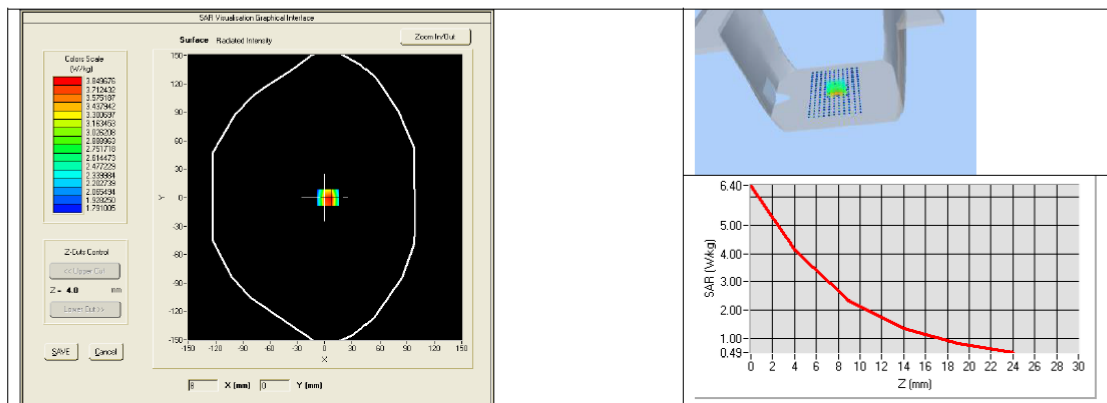 SAR Visualisation Graphical Interface
Surface Radiated Intensity
Zoom In/Out
Colors Scale
(W/kg)
3.849676
3.712432
3.575187
3.437942
3.300697
3.163453
3.026208
2.888963
2.751718
2.614473
2.477229
2.339984
2.202739
2.065494
1.928250
1.791005
Z-Cuts Control
<< Upper Cut
Z = 4.0 mm
Lower Cut >>
SAVE
Cancel
150
120
90
60
30
0
-30
-60
-90
-120
-150
Y
-150 -120 -90 -60 -30 0 30 60 90 120 150
X
8 X (mm) 0 Y (mm)
6.40
5.00
4.00
3.00
2.00
1.00
0.49
SAR (W/kg)
0 2 4 6 8 10 12 14 16 18 20 22 24 26 28 30
Z (mm)